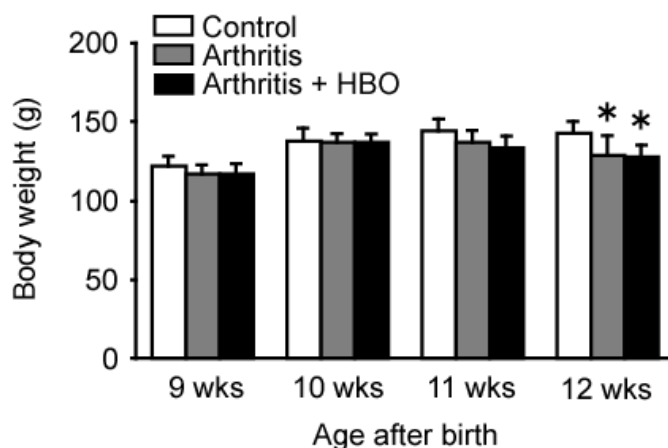 Control
Arthritis
Arthritis + HBO
Body weight (g)
200
150
100
50
0
* *
9 wks 10 wks 11 wks 12 wks
Age after birth